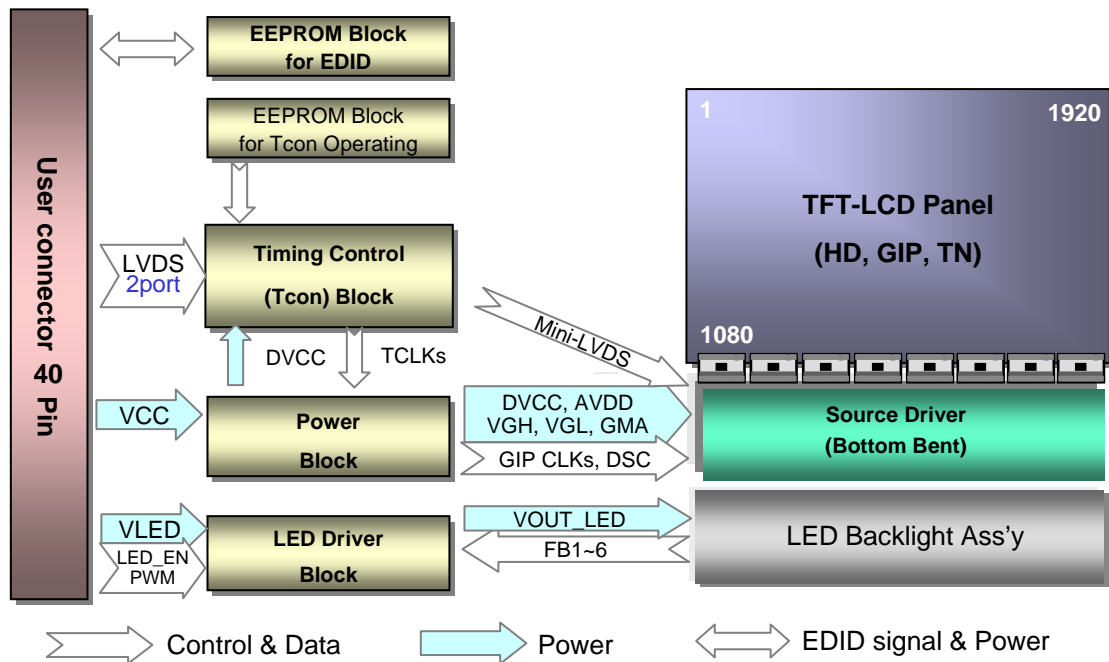 EEPROM Block
for EDID
EEPROM Block
for Tcon Operating
User connector 40 Pin
LVDS
2port
Timing Control
(Tcon) Block
DVCC
TCLKs
Mini-LVDS
1
1920
TFT-LCD Panel
(HD, GIP, TN)
1080
VCC
Power
Block
DVCC, AVDD
VGH, VGL, GMA
GIP CLKs, DSC
Source Driver
(Bottom Bent)
VLED
LED_EN
PWM
LED Driver
Block
VOUT_LED
FB1~6
LED Backlight Ass'y
Control & Data
Power
EDID signal & Power